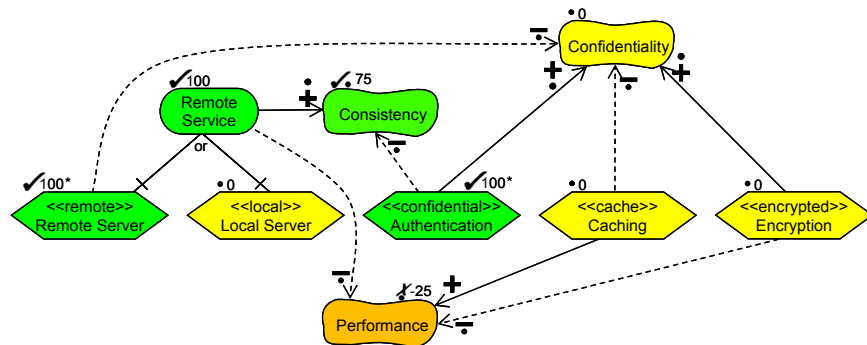 0
Confidentiality
100
Remote
Service
75
Consistency
or
100*
<<remote>>
Remote Server
0
<<local>>
Local Server
100*
<<confidential>>
Authentication
0
<<cache>>
Caching
0
<<encrypted>>
Encryption
-25
Performance